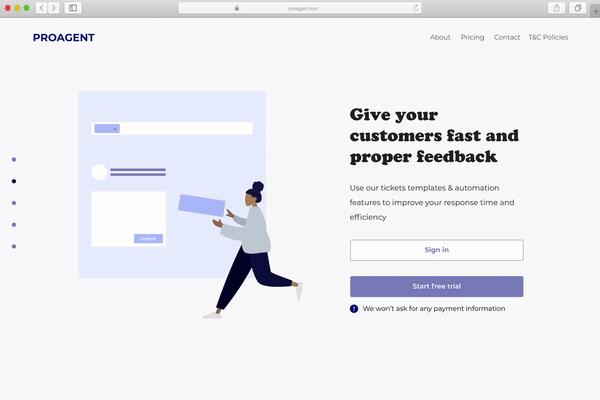 proagent.com
PROAGENT
About Pricing Contact T&C Policies
Give your
customers fast and
proper feedback
Use our tickets templates & automation
features to improve your response time and
efficiency
Submit
Sign in
Start free trial
We won't ask for any payment information